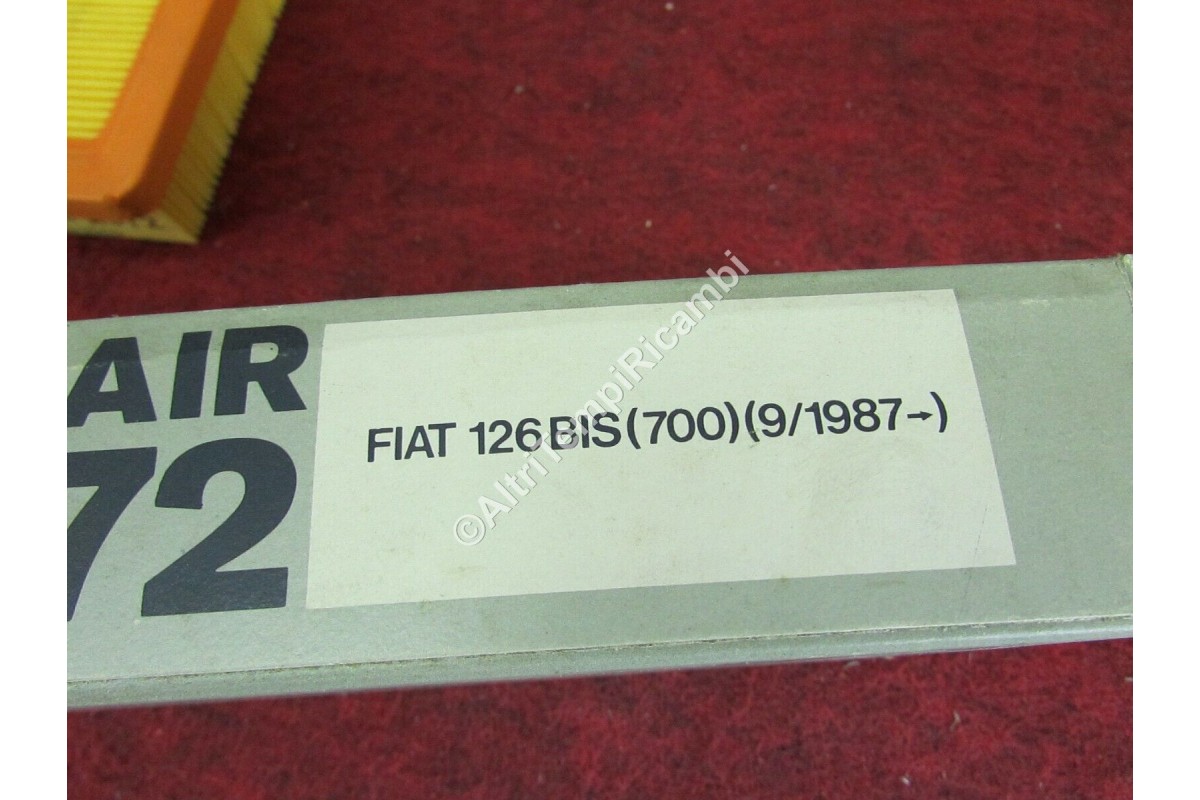 AIR
72
FIAT 126 BIS (700) (9/1987→)
©AltriTempiRicambi